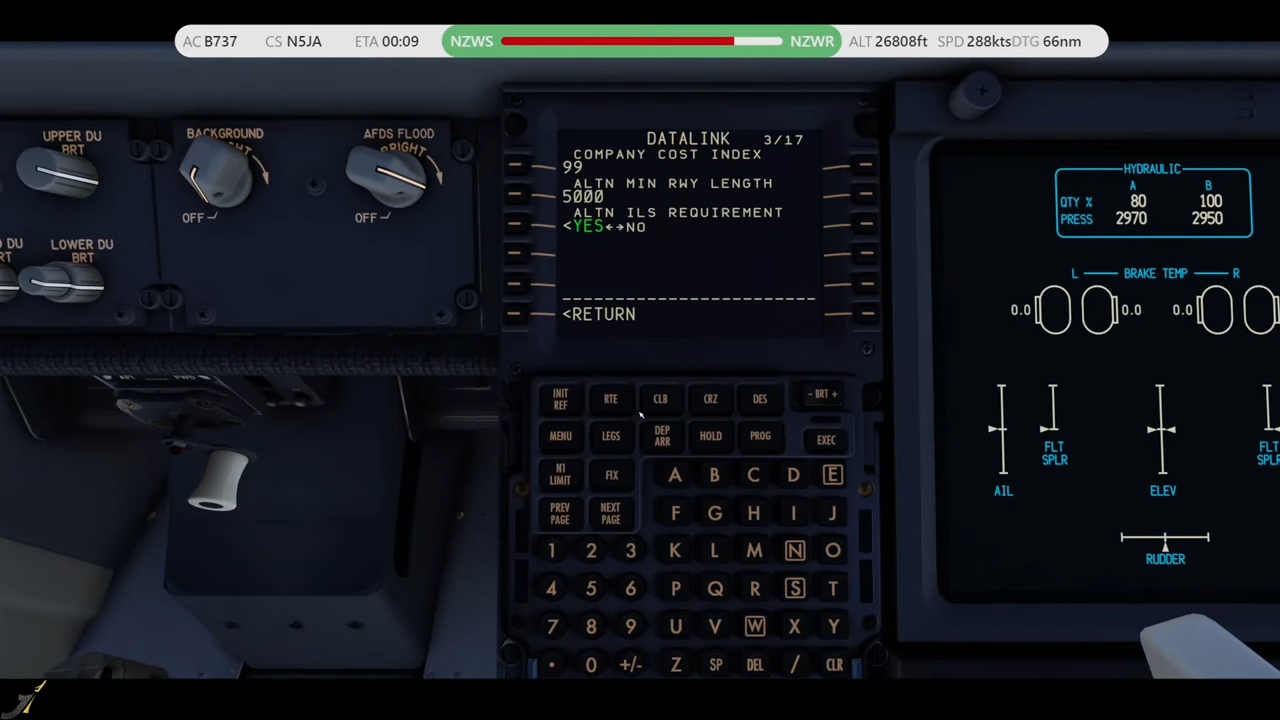 AC B737 CS N5JA ETA 00:09 NZWS NZWR ALT 26808ft SPD 288kts DTG 66nm
UPPER DU
BRT
BACKGROUND
OFF
AFDS FLOOD
BRIGHT
OFF
D DU
BRT
LOWER DU
BRT
DATALINK 3/17
COMPANY COST INDEX
99
ALTN MIN RWY LENGTH
5000
ALTN ILS REQUIREMENT
<YES←→NO
--------------------------
<RETURN
INIT
REF
RTE
CLB
CRZ
DES
- BRT +
MENU
LEGS
DEP
ARR
HOLD
PROG
EXEC
N1
LIMIT
FIX
PREV
PAGE
NEXT
PAGE
A B C D E
F G H I J
1 2 3 K L M N O
4 5 6 P Q R S T
7 8 9 U V W X Y
. 0 +/- Z SP DEL / CLR
HYDRAULIC
A B
QTY % 80 100
PRESS 2970 2950
L BRAKE TEMP R
0.0 0.0 0.0
FLT
SPLR
FLT
SPLR
AIL
ELEV
RUDDER